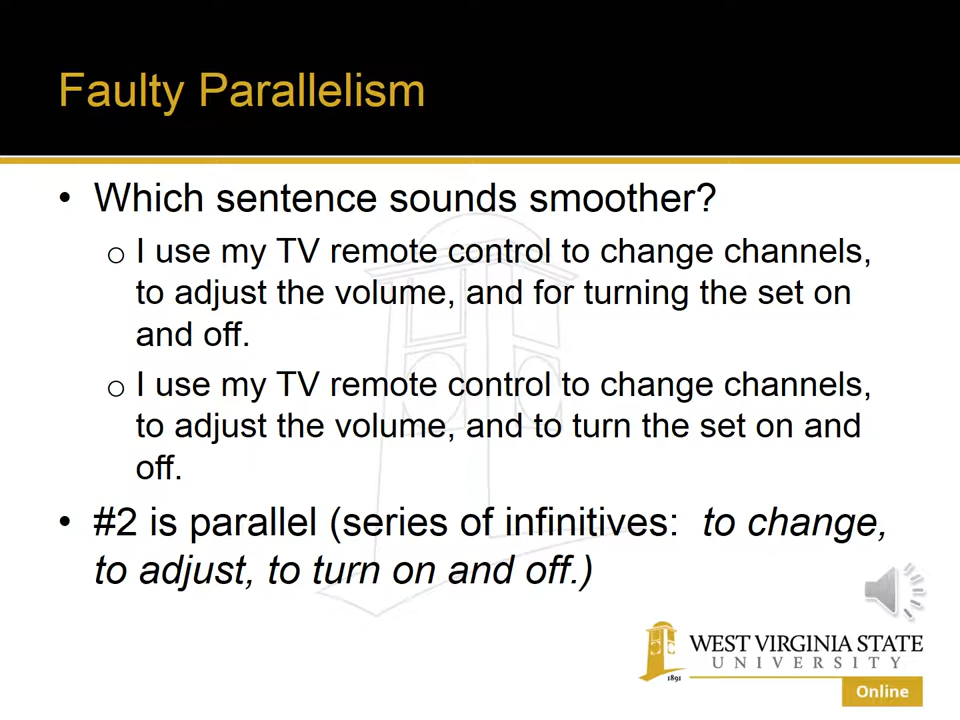 Faulty Parallelism
• Which sentence sounds smoother?
o I use my TV remote control to change channels,
to adjust the volume, and for turning the set on
and off.
o I use my TV remote control to change channels,
to adjust the volume, and to turn the set on and
off.
• #2 is parallel (series of infinitives:  to change,
to adjust, to turn on and off.)
WEST VIRGINIA STATE
UNIVERSITY
1891
Online